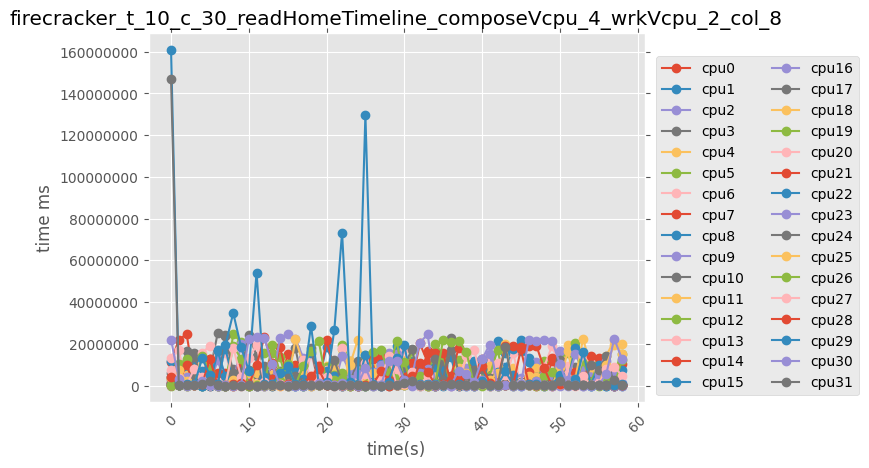 firecracker_t_10_c_30_readHomeTimeline_composeVcpu_4_wrkVcpu_2_col_8
time ms
160000000
140000000
120000000
100000000
80000000
60000000
40000000
20000000
0
0
10
20
30
40
50
60
time(s)
cpu0
cpu1
cpu2
cpu3
cpu4
cpu5
cpu6
cpu7
cpu8
cpu9
cpu10
cpu11
cpu12
cpu13
cpu14
cpu15
cpu16
cpu17
cpu18
cpu19
cpu20
cpu21
cpu22
cpu23
cpu24
cpu25
cpu26
cpu27
cpu28
cpu29
cpu30
cpu31